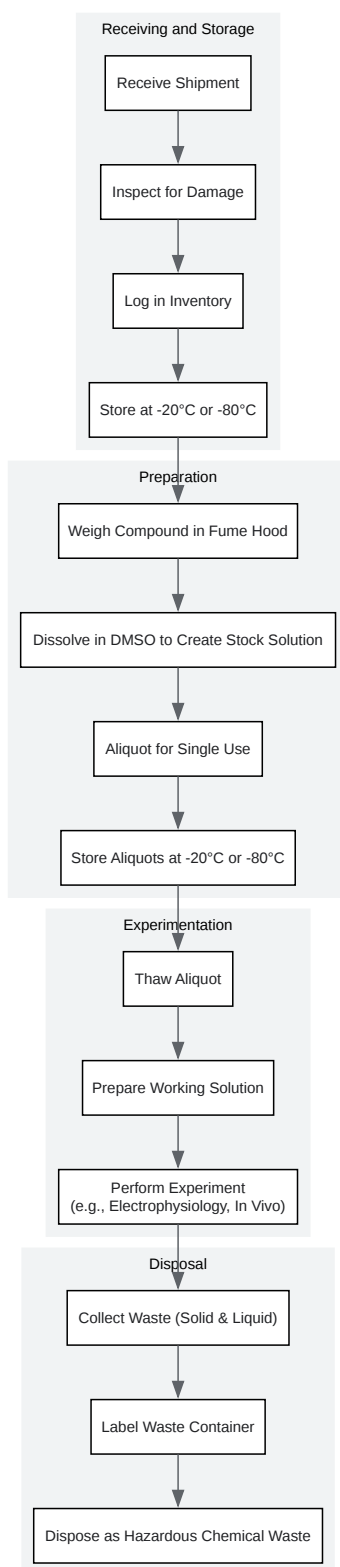 Receiving and Storage
Receive Shipment
Inspect for Damage
Log in Inventory
Store at -20°C or -80°C
Preparation
Weigh Compound in Fume Hood
Dissolve in DMSO to Create Stock Solution
Aliquot for Single Use
Store Aliquots at -20°C or -80°C
Experimentation
Thaw Aliquot
Prepare Working Solution
Perform Experiment
(e.g., Electrophysiology, In Vivo)
Disposal
Collect Waste (Solid & Liquid)
Label Waste Container
Dispose as Hazardous Chemical Waste